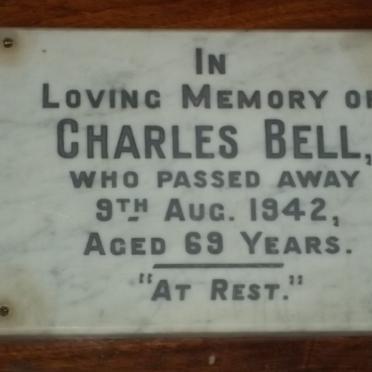 IN
LOVING MEMORY OF
CHARLES BELL,
WHO PASSED AWAY
9TH AUG. 1942,
AGED 69 YEARS.
"AT REST."